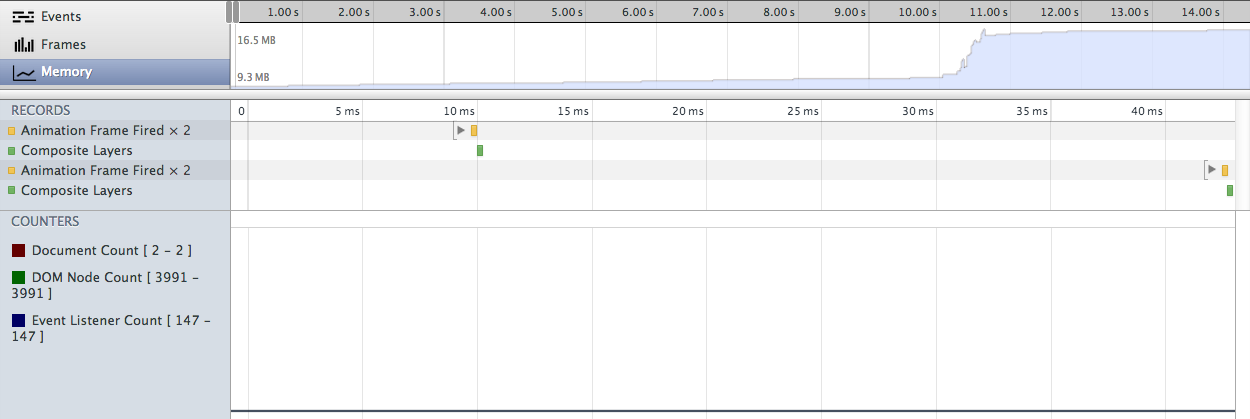 Events
Frames
Memory
1.00 s 2.00 s 3.00 s 4.00 s 5.00 s 6.00 s 7.00 s 8.00 s 9.00 s 10.00 s 11.00 s 12.00 s 13.00 s 14.00 s
16.5 MB
9.3 MB
RECORDS
0 5 ms 10 ms 15 ms 20 ms 25 ms 30 ms 35 ms 40 ms
Animation Frame Fired × 2
Composite Layers
Animation Frame Fired × 2
Composite Layers
COUNTERS
Document Count [ 2 – 2 ]
DOM Node Count [ 3991 –
3991 ]
Event Listener Count [ 147 –
147 ]